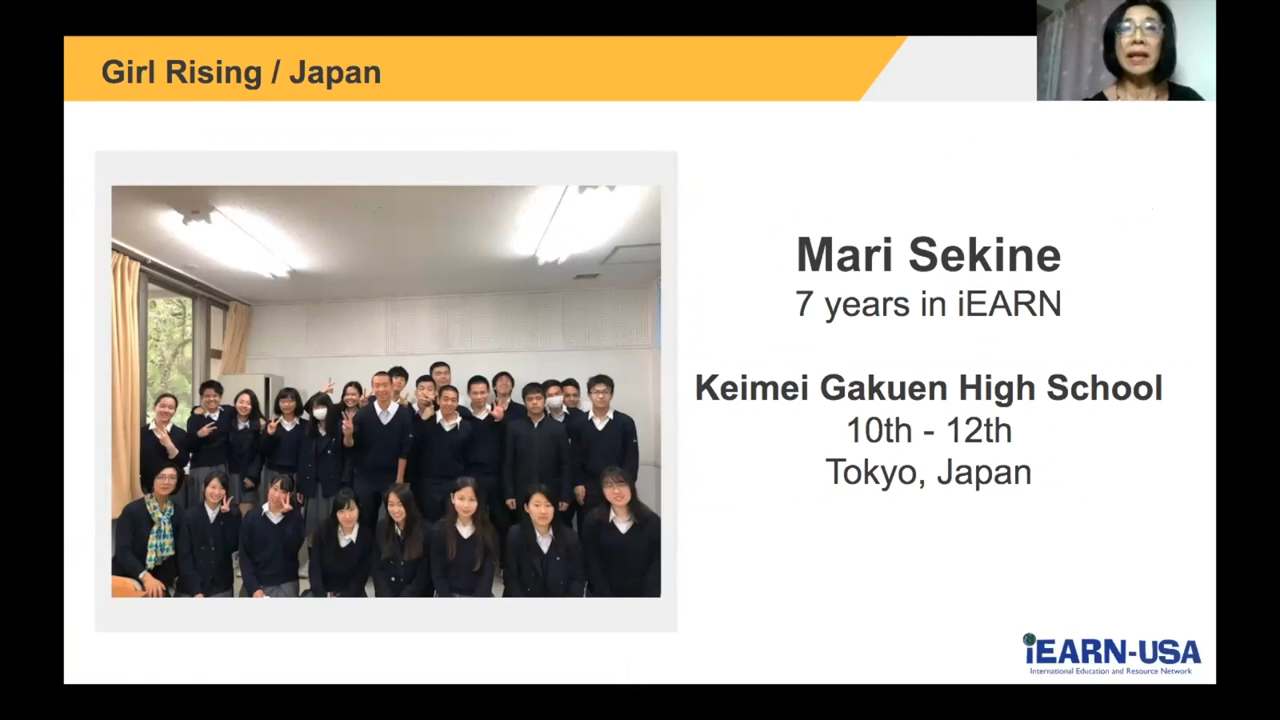 Girl Rising / Japan
Mari Sekine
7 years in iEARN
Keimei Gakuen High School
10th - 12th
Tokyo, Japan
iEARN-USA
International Education and Resource Network